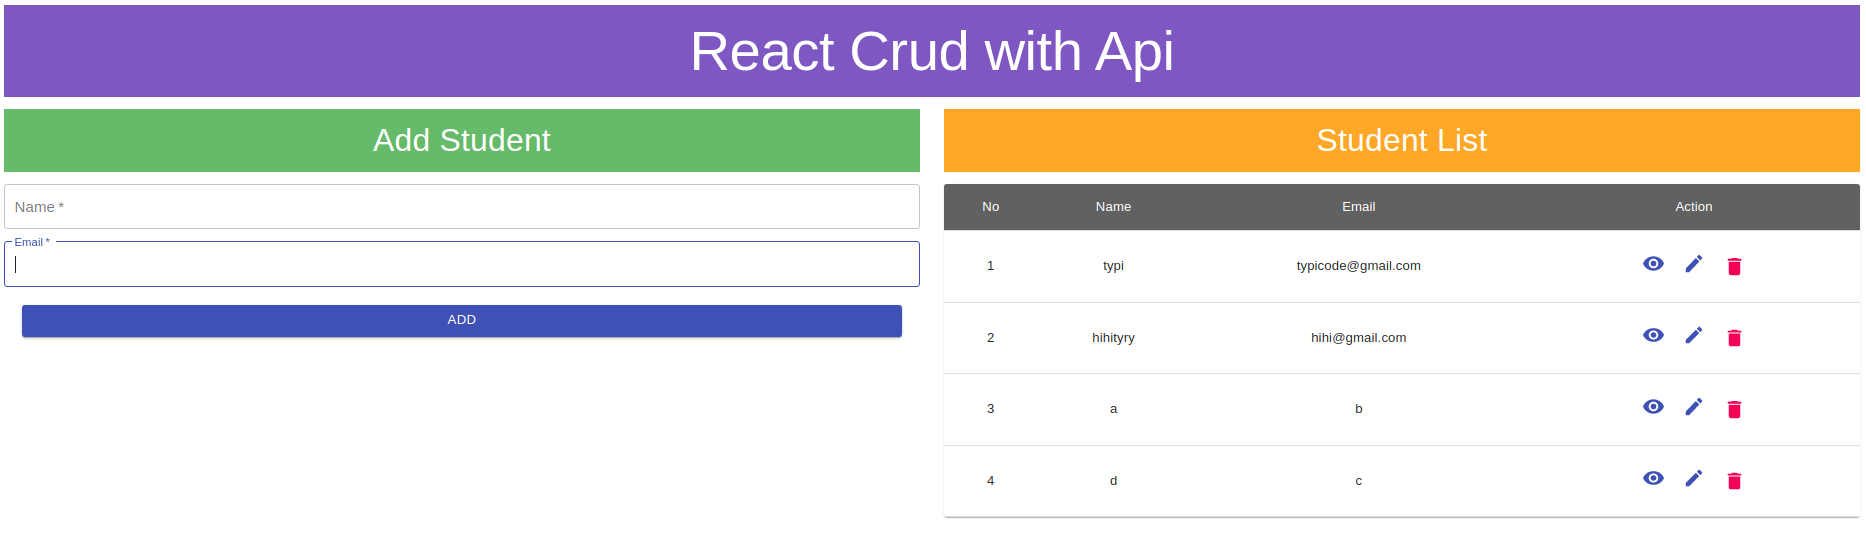 React Crud with Api
Add Student
Name *
Email *
ADD
Student List
No Name Email Action
1 typi typicode@gmail.com
2 hihityry hihi@gmail.com
3 a b
4 d c